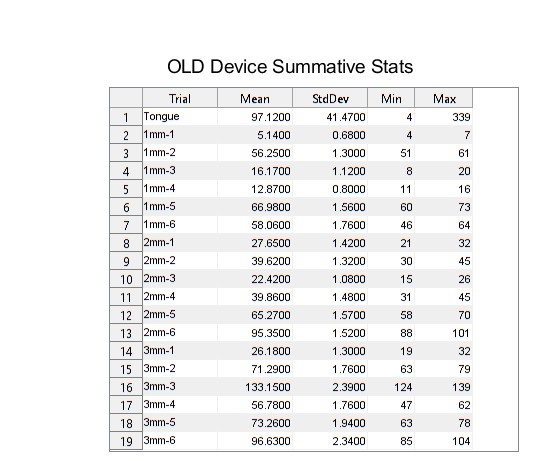 OLD Device Summative Stats
Trial Mean StdDev Min Max
1 Tongue 97.1200 41.4700 4 339
2 1mm-1 5.1400 0.6800 4 7
3 1mm-2 56.2500 1.3000 51 61
4 1mm-3 16.1700 1.1200 8 20
5 1mm-4 12.8700 0.8000 11 16
6 1mm-5 66.9800 1.5600 60 73
7 1mm-6 58.0600 1.7600 46 64
8 2mm-1 27.6500 1.4200 21 32
9 2mm-2 39.6200 1.3200 30 45
10 2mm-3 22.4200 1.0800 15 26
11 2mm-4 39.8600 1.4800 31 45
12 2mm-5 65.2700 1.5700 58 70
13 2mm-6 95.3500 1.5200 88 101
14 3mm-1 26.1800 1.3000 19 32
15 3mm-2 71.2900 1.7600 63 79
16 3mm-3 133.1500 2.3900 124 139
17 3mm-4 56.7800 1.7600 47 62
18 3mm-5 73.2600 1.9400 63 78
19 3mm-6 96.6300 2.3400 85 104